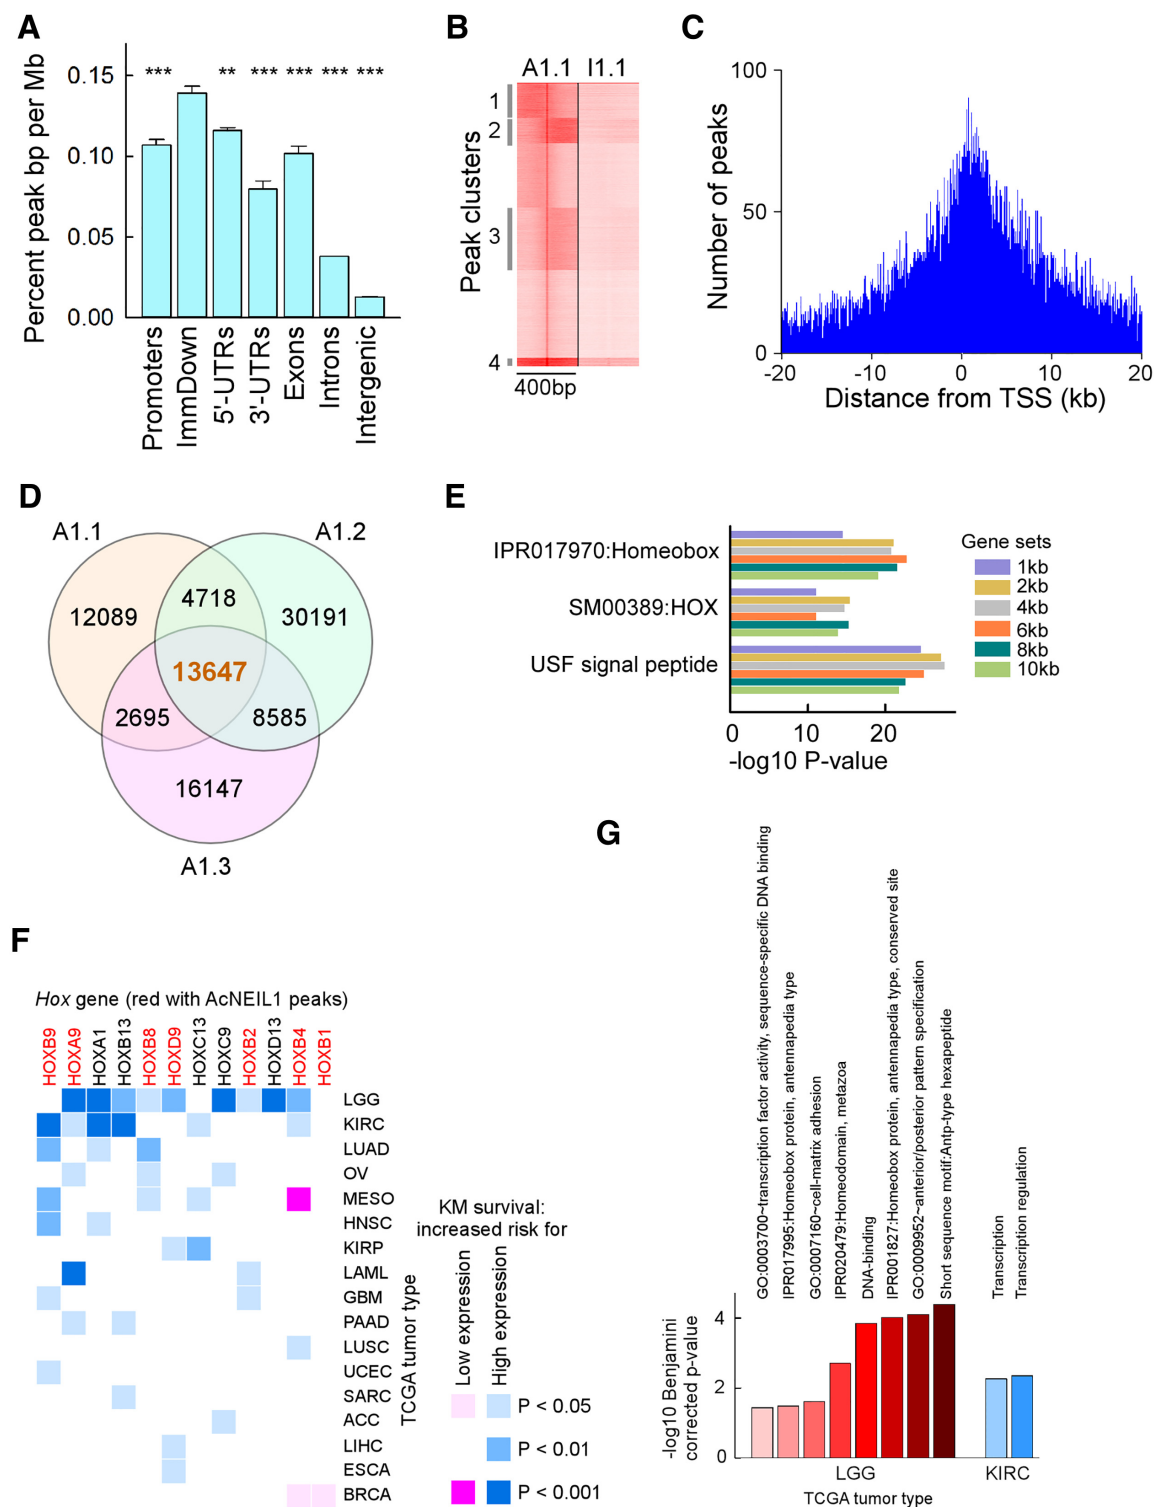 A
Percent peak bp per Mb
0.15
0.10
0.05
0.00
*** ** *** *** *** ***
Promoters
ImmDown
5'-UTRs
3'-UTRs
Exons
Introns
Intergenic
B
A1.1 I1.1
Peak clusters
1
2
3
4
400bp
C
Number of peaks
100
50
0
-20 -10 0 10 20
Distance from TSS (kb)
D
A1.1
A1.2
4718
12089
30191
13647
2695
8585
16147
A1.3
E
IPR017970:Homeobox
SM00389:HOX
USF signal peptide
0 10 20
-log10 P-value
Gene sets
1kb
2kb
4kb
6kb
8kb
10kb
F
Hox gene (red with AcNEIL1 peaks)
HOXB9
HOXA9
HOXA1
HOXB13
HOXB8
HOXD9
HOXC13
HOXC9
HOXB2
HOXD13
HOXB4
HOXB1
LGG
KIRC
LUAD
OV
MESO
HNSC
KIRP
LAML
GBM
PAAD
LUSC
UCEC
SARC
ACC
LIHC
ESCA
BRCA
TCGA tumor type
KM survival:
increased risk for
Low expression
High expression
P < 0.05
P < 0.01
P < 0.001
G
GO:0003700~transcription factor activity, sequence-specific DNA binding
IPR017995:Homeobox protein, antennapedia type
GO:0007160~cell-matrix adhesion
IPR020479:Homeodomain, metazoa
DNA-binding
IPR001827:Homeobox protein, antennapedia type, conserved site
GO:0009952~anterior/posterior pattern specification
Short sequence motif:Antp-type hexapeptide
Transcription
Transcription regulation
-log10 Benjamini
corrected p-value
4
2
0
LGG
KIRC
TCGA tumor type